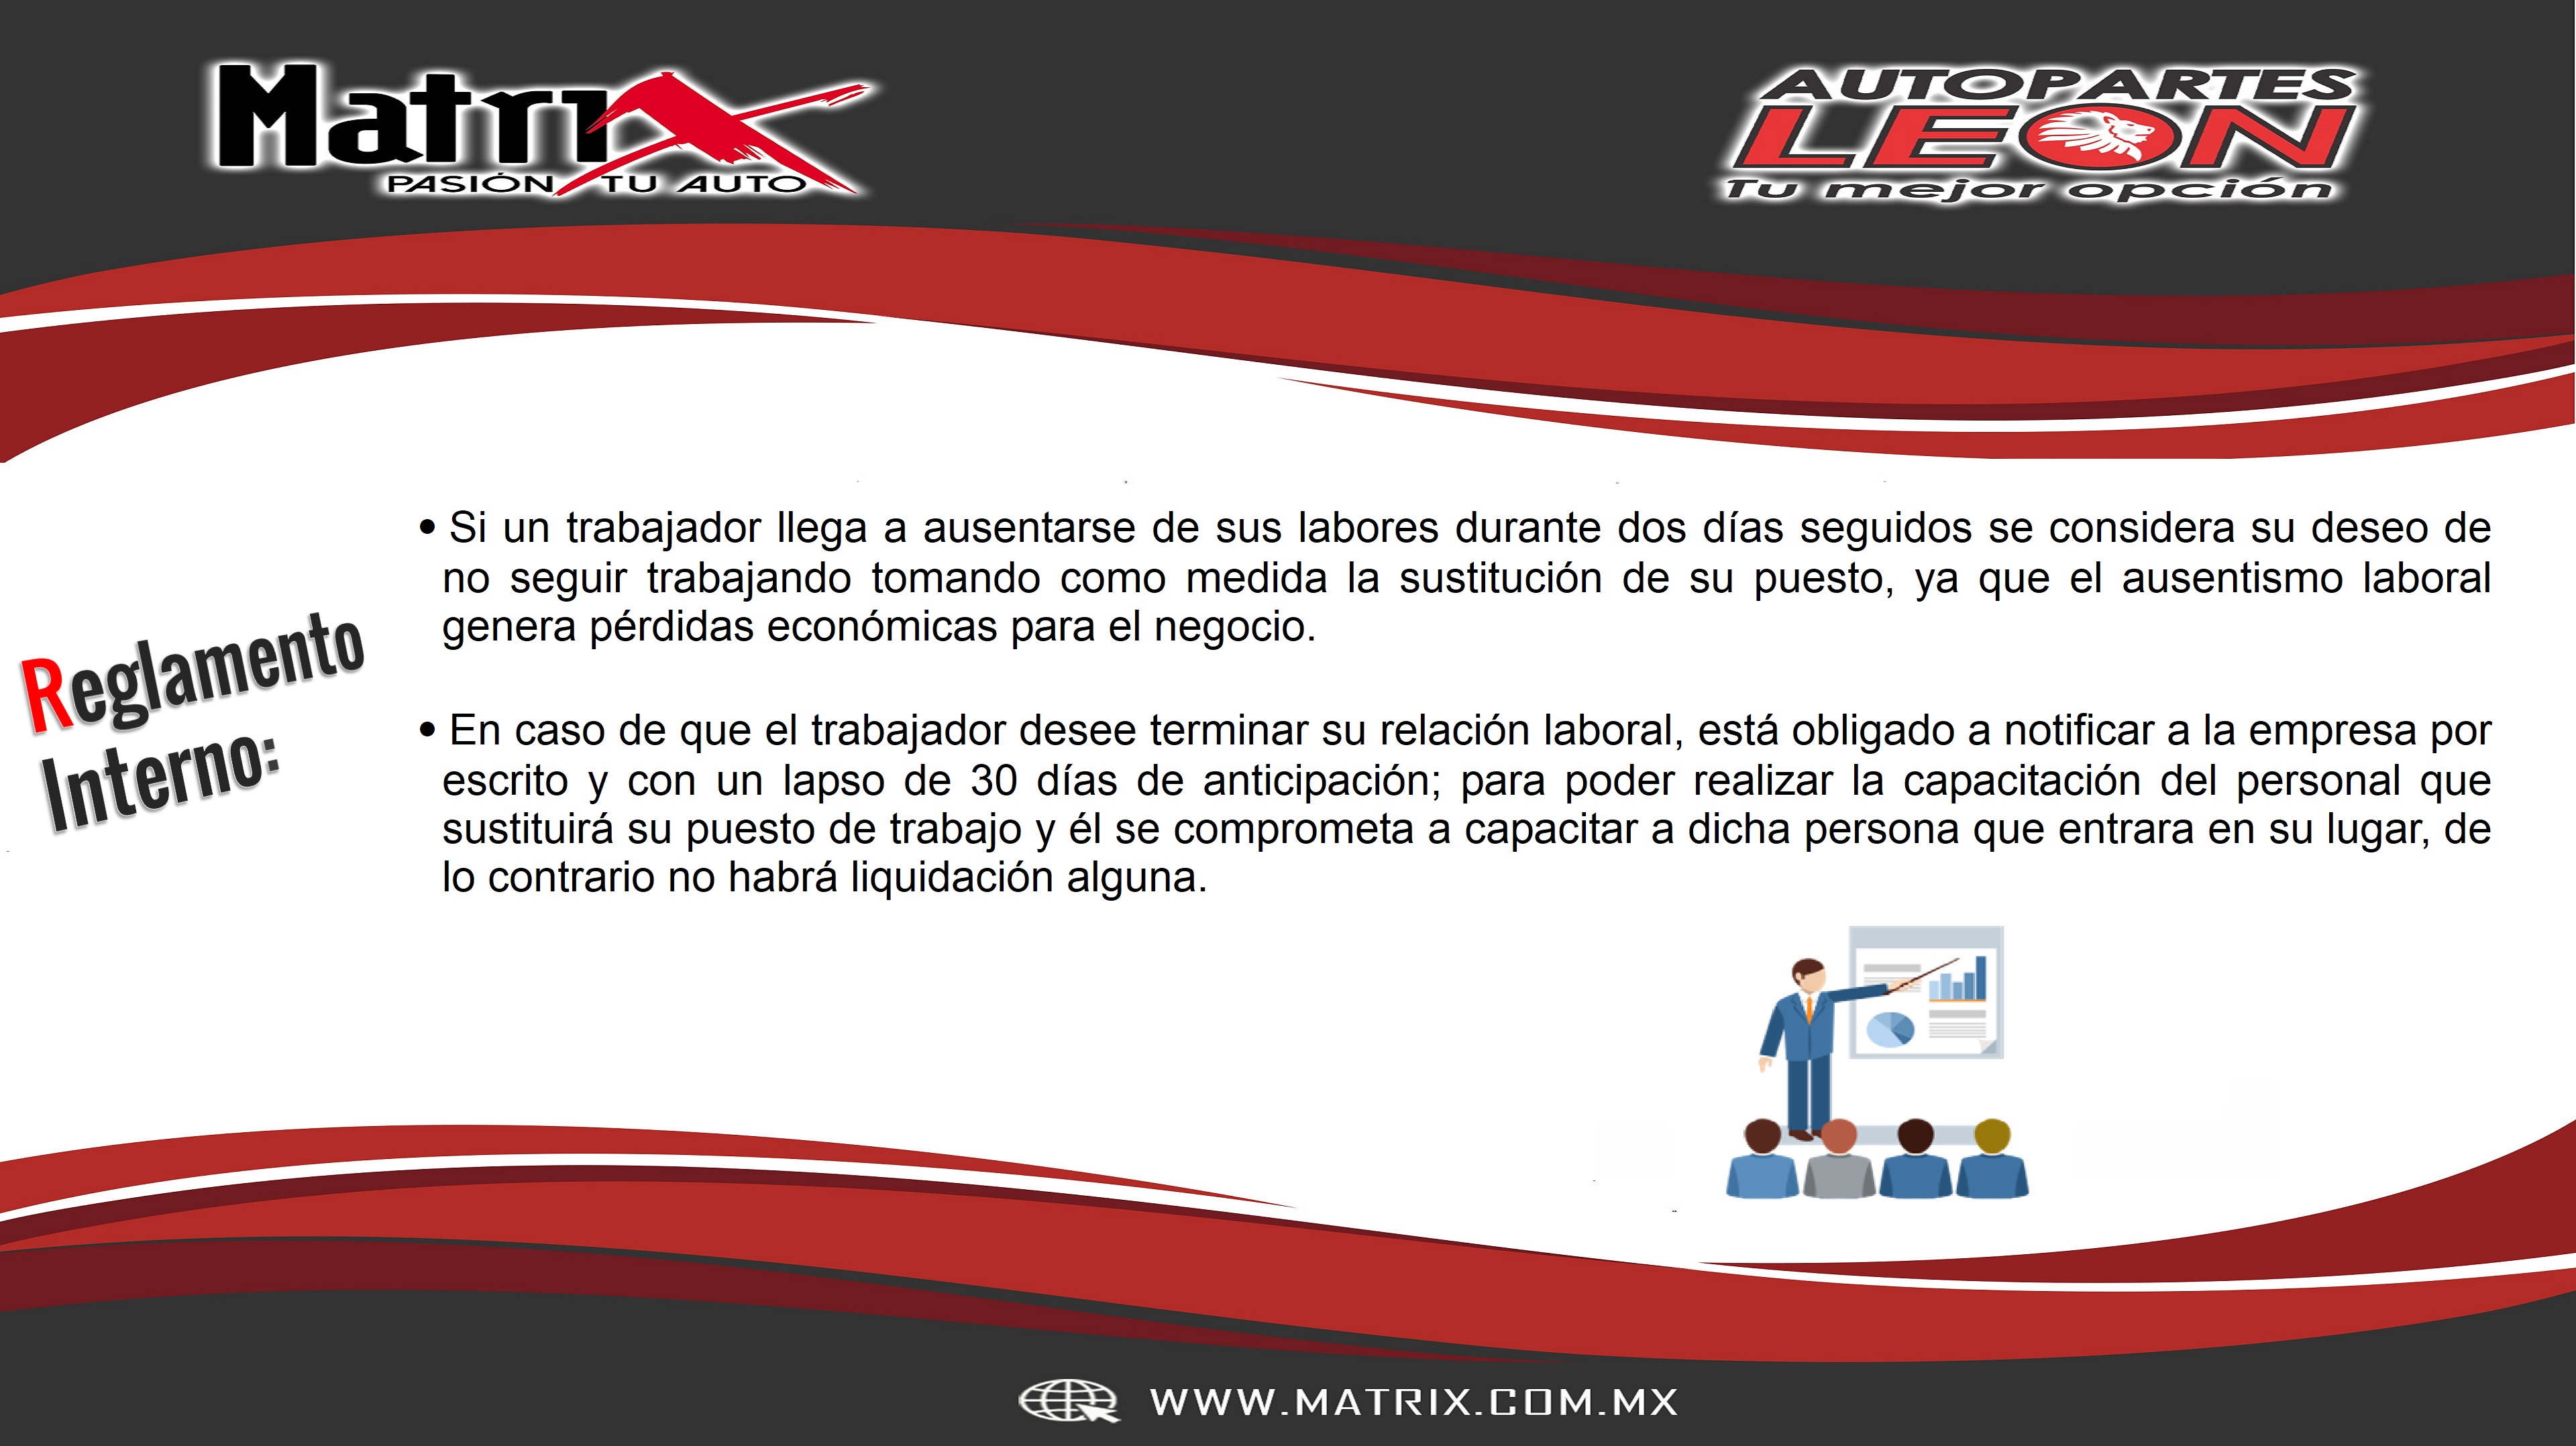 Matrix
PASIÓN TU AUTO
AUTOPARTES
LEON
Tu mejor opción
Reglamento
Interno:
• Si un trabajador llega a ausentarse de sus labores durante dos días seguidos se considera su deseo de
no seguir trabajando tomando como medida la sustitución de su puesto, ya que el ausentismo laboral
genera pérdidas económicas para el negocio.
• En caso de que el trabajador desee terminar su relación laboral, está obligado a notificar a la empresa por
escrito y con un lapso de 30 días de anticipación; para poder realizar la capacitación del personal que
sustituirá su puesto de trabajo y él se comprometa a capacitar a dicha persona que entrara en su lugar, de
lo contrario no habrá liquidación alguna.
WWW.MATRIX.COM.MX